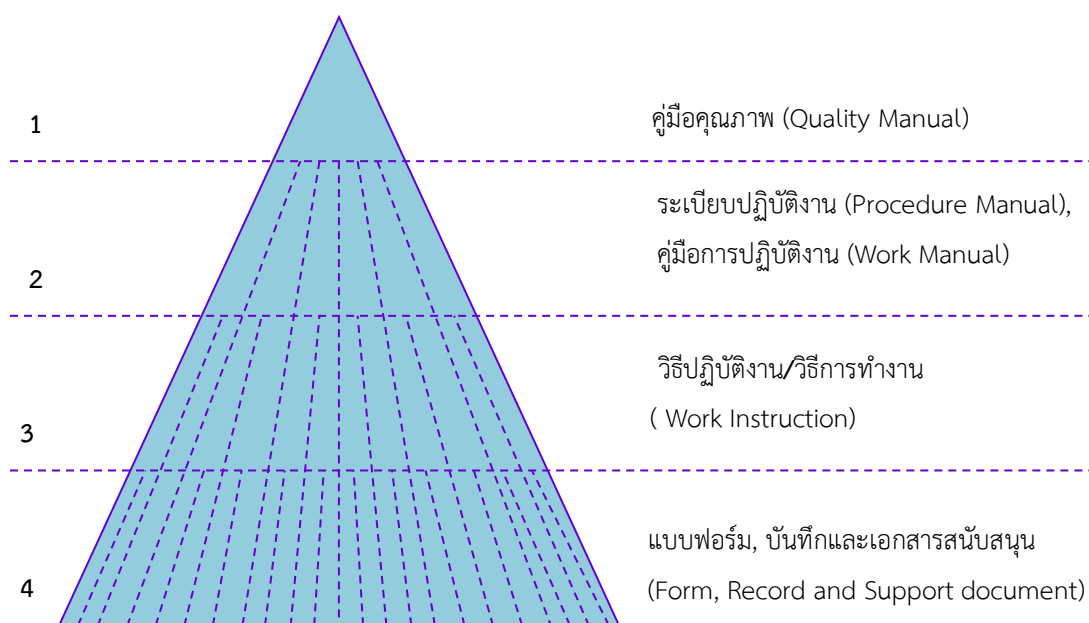 1
คู่มือคุณภาพ (Quality Manual)
ระเบียบปฏิบัติงาน (Procedure Manual),
คู่มือการปฏิบัติงาน (Work Manual)
2
วิธีปฏิบัติงาน/วิธีการทำงาน
( Work Instruction)
3
แบบฟอร์ม, บันทึกและเอกสารสนับสนุน
4
(Form, Record and Support document)